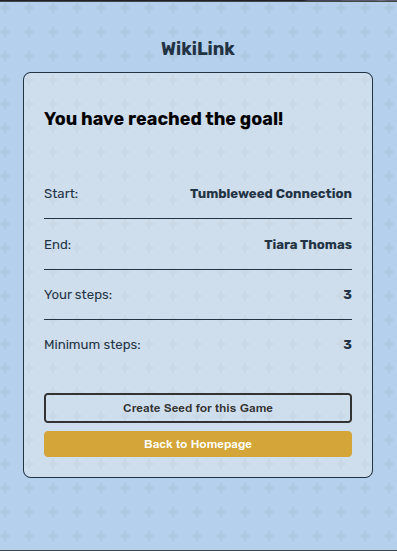 WikiLink
You have reached the goal!
Start: Tumbleweed Connection
End: Tiara Thomas
Your steps: 3
Minimum steps: 3
Create Seed for this Game
Back to Homepage